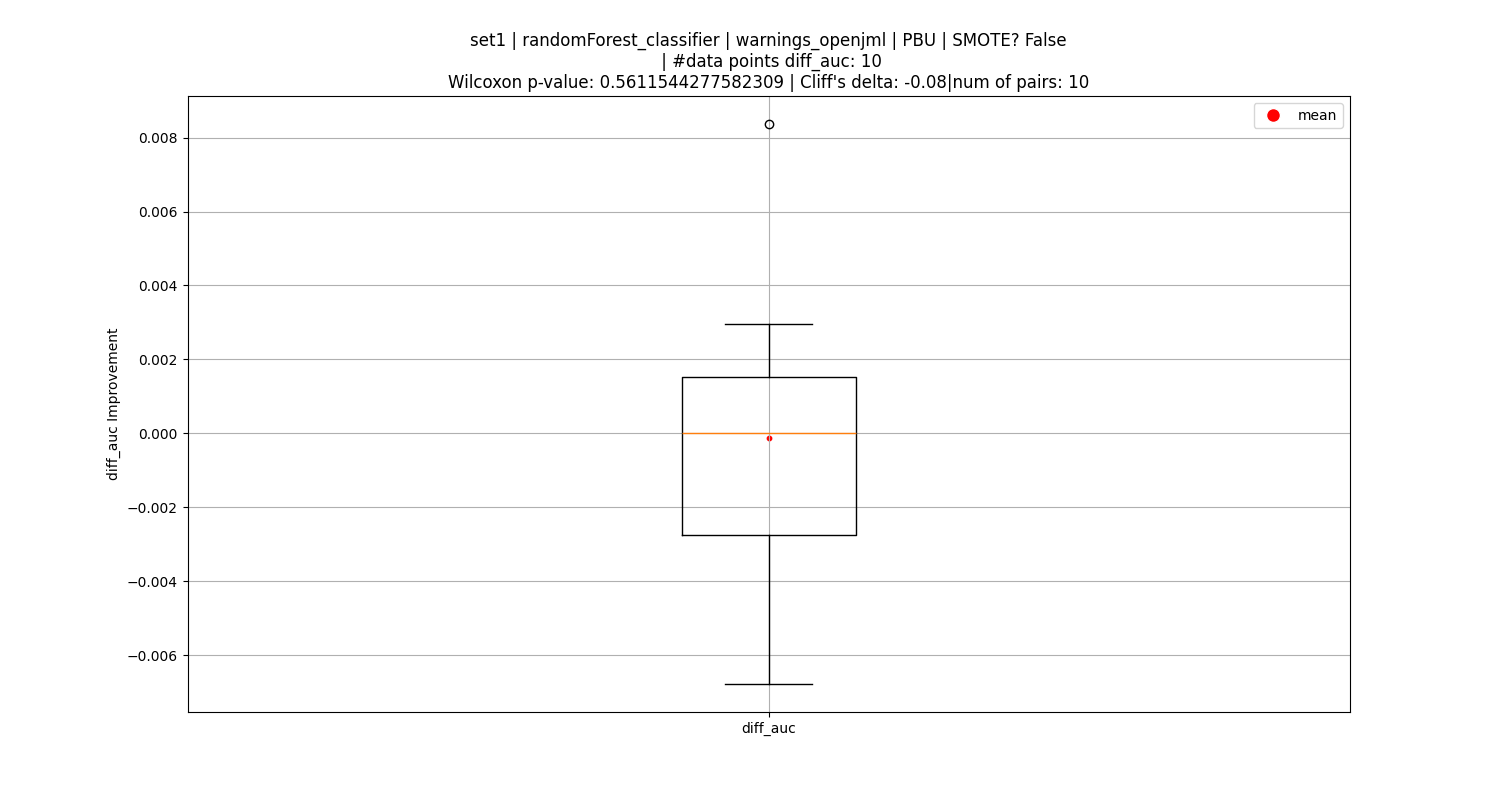 set1 | randomForest_classifier | warnings_openjml | PBU | SMOTE? False
| #data points diff_auc: 10
Wilcoxon p-value: 0.5611544277582309 | Cliff's delta: -0.08|num of pairs: 10
mean
0.008
0.006
0.004
0.002
0.000
−0.002
−0.004
−0.006
diff_auc Improvement
diff_auc